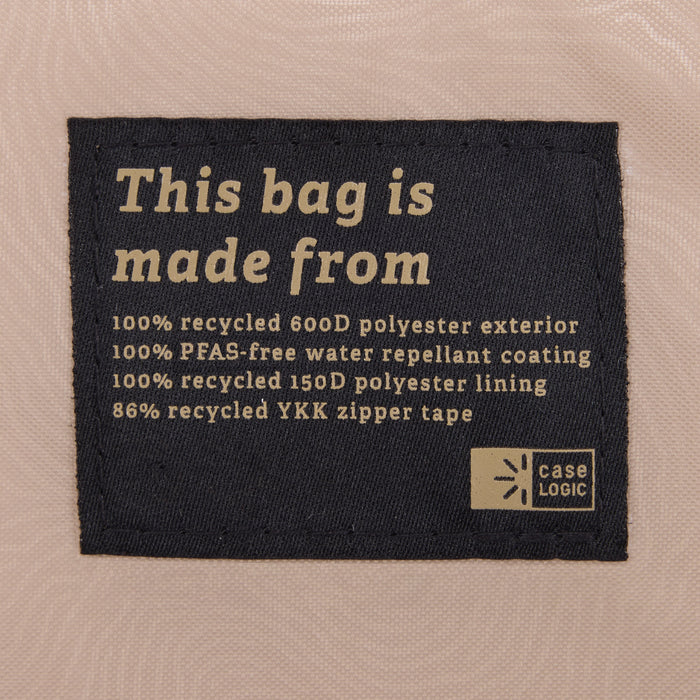 This bag is
made from
100% recycled 600D polyester exterior
100% PFAS-free water repellant coating
100% recycled 150D polyester lining
86% recycled YKK zipper tape
case
LOGIC